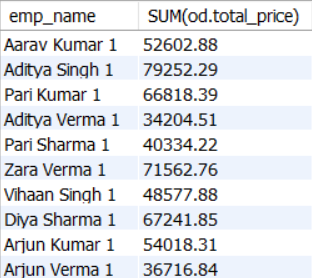 emp_name SUM(od.total_price)
Aarav Kumar 1 52602.88
Aditya Singh 1 79252.29
Pari Kumar 1 66818.39
Aditya Verma 1 34204.51
Pari Sharma 1 40334.22
Zara Verma 1 71562.76
Vihaan Singh 1 48577.88
Diya Sharma 1 67241.85
Arjun Kumar 1 54018.31
Arjun Verma 1 36716.84